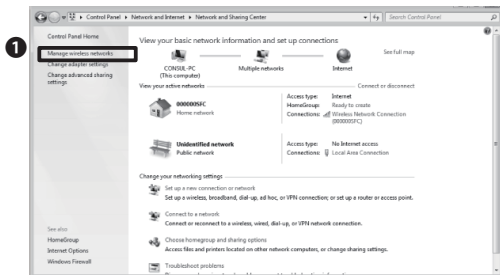 Control Panel ▸ Network and Internet ▸ Network and Sharing Center
Search Control Panel
1
Control Panel Home
Manage wireless networks
Change adapter settings
Change advanced sharing
settings
View your basic network information and set up connections
See full map
CONSUL-PC
(This computer)
Multiple networks
Internet
View your active networks
Connect or disconnect
000000SFC
Home network
Access type: Internet
HomeGroup: Ready to create
Connections: Wireless Network Connection
(000000SFC)
Unidentified network
Public network
Access type: No Internet access
Connections: Local Area Connection
Change your networking settings
Set up a new connection or network
Set up a wireless, broadband, dial-up, ad hoc, or VPN connection; or set up a router or access point.
Connect to a network
Connect or reconnect to a wireless, wired, dial-up, or VPN network connection.
Choose homegroup and sharing options
Access files and printers located on other network computers, or change sharing settings.
Troubleshoot problems
See also
HomeGroup
Internet Options
Windows Firewall